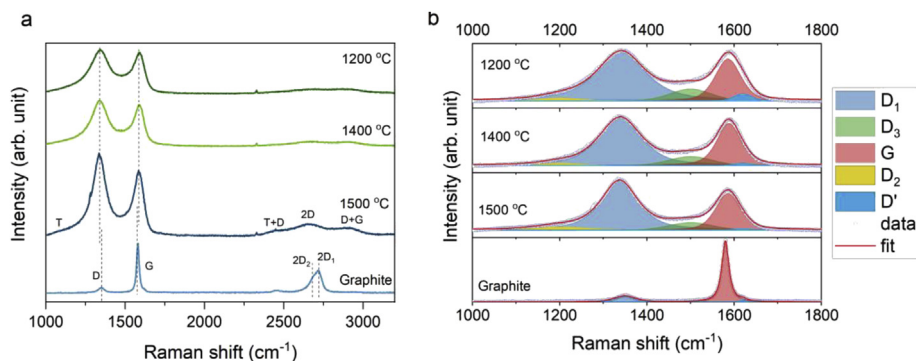 a
Intensity (arb. unit)
1200 °C
1400 °C
1500 °C
T
T+D
2D
D+G
D
G
2D₂
2D₁
Graphite
1000 1500 2000 2500 3000
Raman shift (cm⁻¹)
b
1000 1200 1400 1600 1800
Intensity (arb. unit)
1200 °C
1400 °C
1500 °C
Graphite
1000 1200 1400 1600 1800
Raman shift (cm⁻¹)
D₁
D₃
G
D₂
D'
data
fit